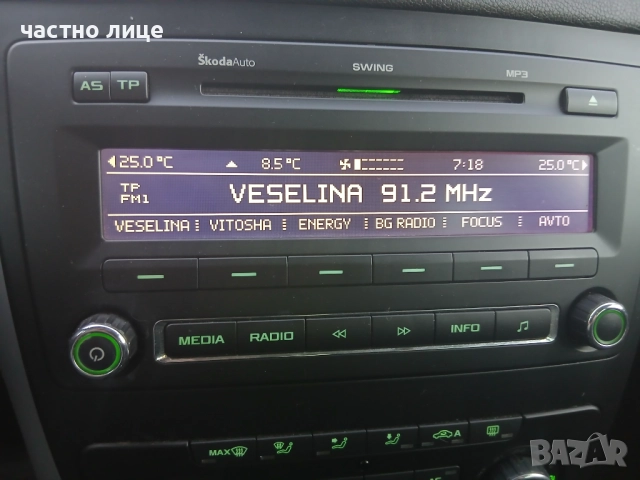 частно лице
ŠkodaAuto SWING MP3
AS TP
25.0°C 8.5°C 7:18 25.0°C
TP
FM1
VESELINA 91.2 MHz
VESELINA VITOSHA ENERGY BG RADIO FOCUS AVTO
MEDIA RADIO INFO
MAX A
BAZAR